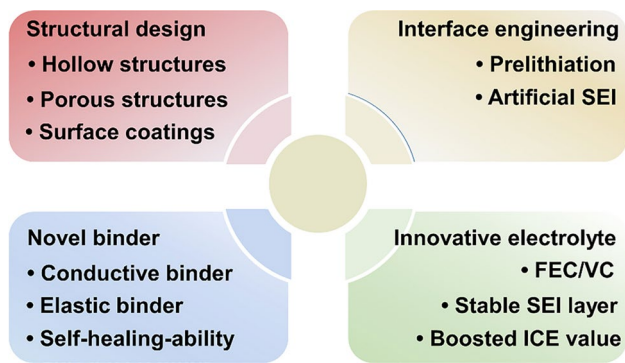 Structural design
• Hollow structures
• Porous structures
• Surface coatings
Interface engineering
• Prelithiation
• Artificial SEI
Novel binder
• Conductive binder
• Elastic binder
• Self-healing-ability
Innovative electrolyte
• FEC/VC
• Stable SEI layer
• Boosted ICE value